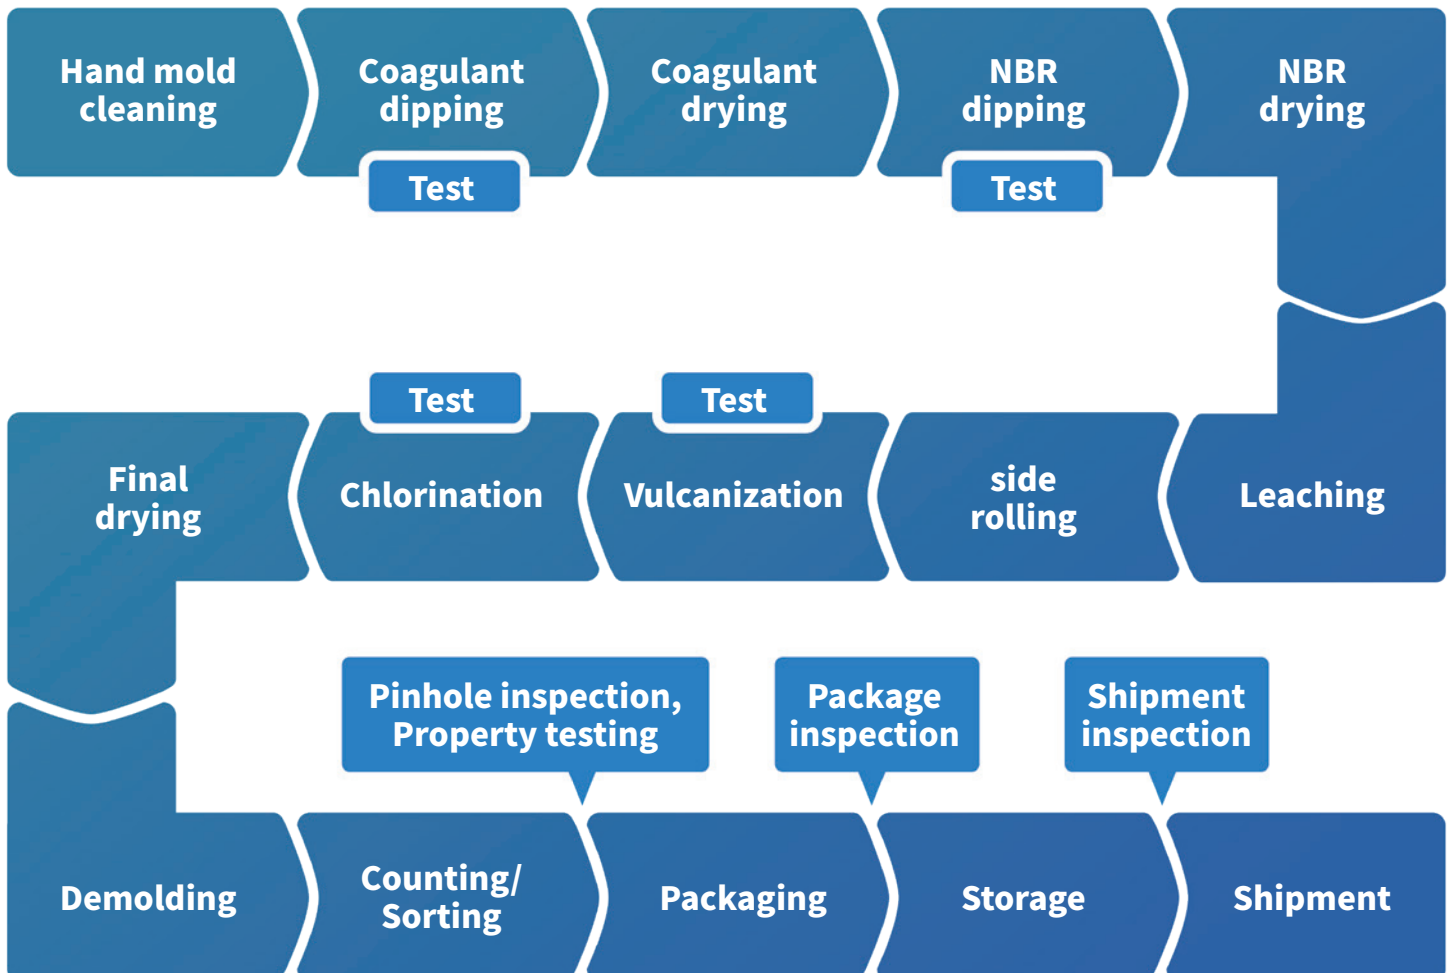 Hand mold
cleaning
Coagulant
dipping
Test
Coagulant
drying
NBR
dipping
Test
NBR
drying
Leaching
side
rolling
Test
Vulcanization
Test
Chlorination
Final
drying
Demolding
Counting/
Sorting
Pinhole inspection,
Property testing
Packaging
Package
inspection
Storage
Shipment
inspection
Shipment